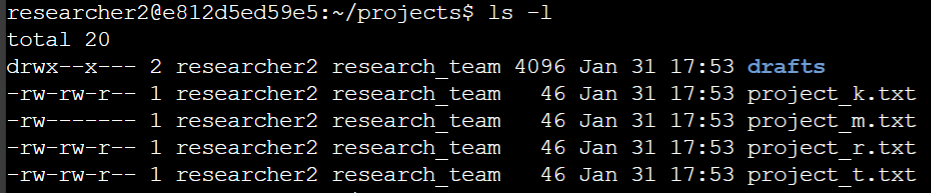 researcher2@e812d5ed59e5:~/projects$ ls -l
total 20
drwx--x--- 2 researcher2 research_team 4096 Jan 31 17:53 drafts
-rw-rw-r-- 1 researcher2 research_team   46 Jan 31 17:53 project_k.txt
-rw------- 1 researcher2 research_team   46 Jan 31 17:53 project_m.txt
-rw-rw-r-- 1 researcher2 research_team   46 Jan 31 17:53 project_r.txt
-rw-rw-r-- 1 researcher2 research_team   46 Jan 31 17:53 project_t.txt